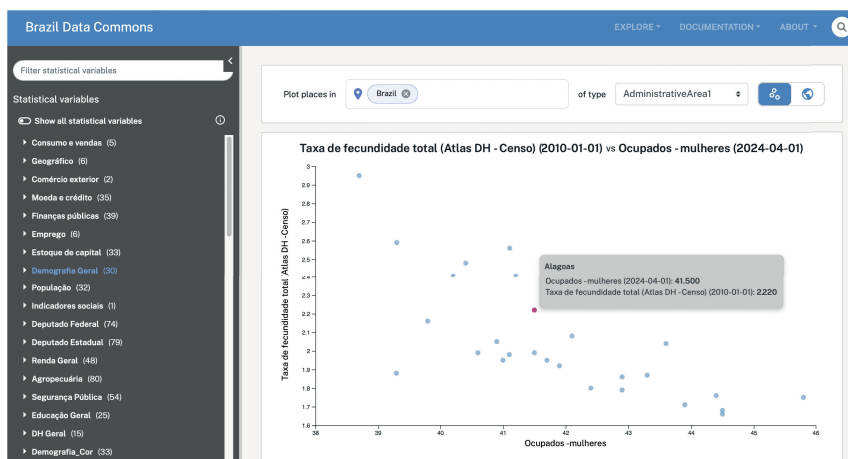 Brazil Data Commons
EXPLORE
DOCUMENTATION
ABOUT
Filter statistical variables
Statistical variables
Show all statistical variables
Consumo e vendas (5)
Geográfico (6)
Comércio exterior (2)
Moeda e crédito (35)
Finanças públicas (39)
Emprego (6)
Estoque de capital (33)
Demografia Geral (30)
População (32)
Indicadores sociais (1)
Deputado Federal (74)
Deputado Estadual (79)
Renda Geral (48)
Agropecuária (80)
Segurança Pública (54)
Educação Geral (25)
DH Geral (15)
Demografia_Cor (33)
Plot places in
Brazil
of type
AdministrativeArea1
Taxa de fecundidade total (Atlas DH - Censo) (2010-01-01) vs Ocupados - mulheres (2024-04-01)
Taxa de fecundidade total Atlas DH -Censo)
3
2.9
2.8
2.7
2.6
2.5
2.4
2.3
2.2
2.1
2
1.9
1.8
1.7
1.6
Alagoas
Ocupados - mulheres (2024-04-01): 41.500
Taxa de fecundidade total (Atlas DH - Censo) (2010-01-01): 2.220
38 39 40 41 42 43 44 45 46
Ocupados -mulheres